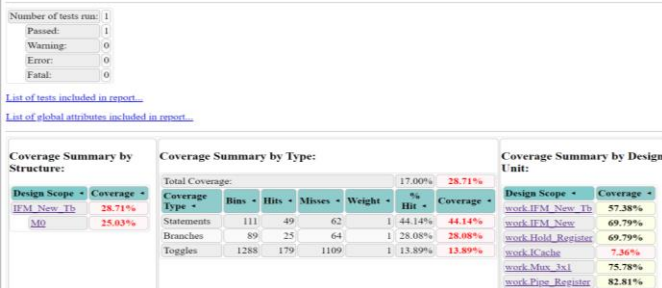 Number of tests run: 1
Passed: 1
Warning: 0
Error: 0
Fatal: 0
List of tests included in report...
List of global attributes included in report...
Coverage Summary by Structure:
Design Scope Coverage
IFM_New_Tb 28.71%
M0 25.03%
Coverage Summary by Type:
Total Coverage: 17.00% 28.71%
Coverage Type Bins Hits Misses Weight % Hit Coverage
Statements 111 49 62 1 44.14% 44.14%
Branches 89 25 64 1 28.08% 28.08%
Toggles 1288 179 1109 1 13.89% 13.89%
Coverage Summary by Design
Unit:
Design Scope Coverage
work.IFM_New_Tb 57.38%
work.IFM_New 69.79%
work.Hold_Register 69.79%
work.ICache 7.36%
work.Mux_3x1 75.78%
work.Pipe_Register 82.81%